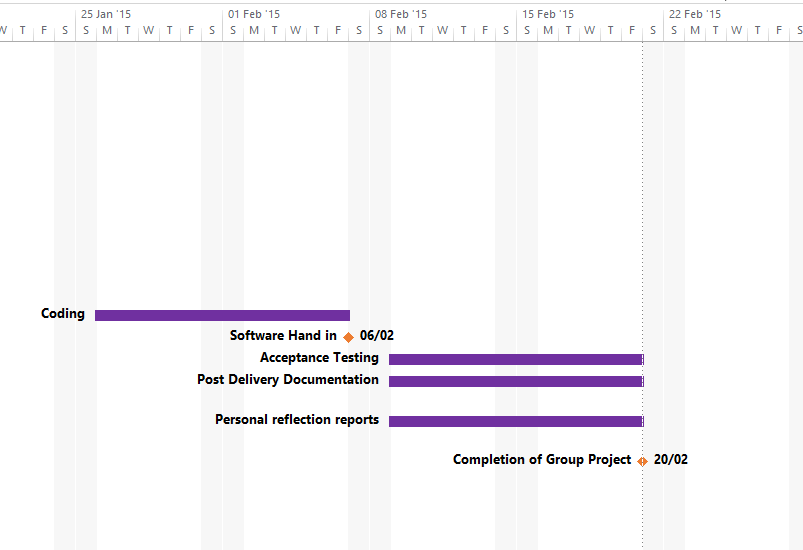 25 Jan '15 01 Feb '15 08 Feb '15 15 Feb '15 22 Feb '15
W T F S S M T W T F S S M T W T F S S M T W T F S S M T W T F S S M T W T F S
Coding
Software Hand in 06/02
Acceptance Testing
Post Delivery Documentation
Personal reflection reports
Completion of Group Project 20/02